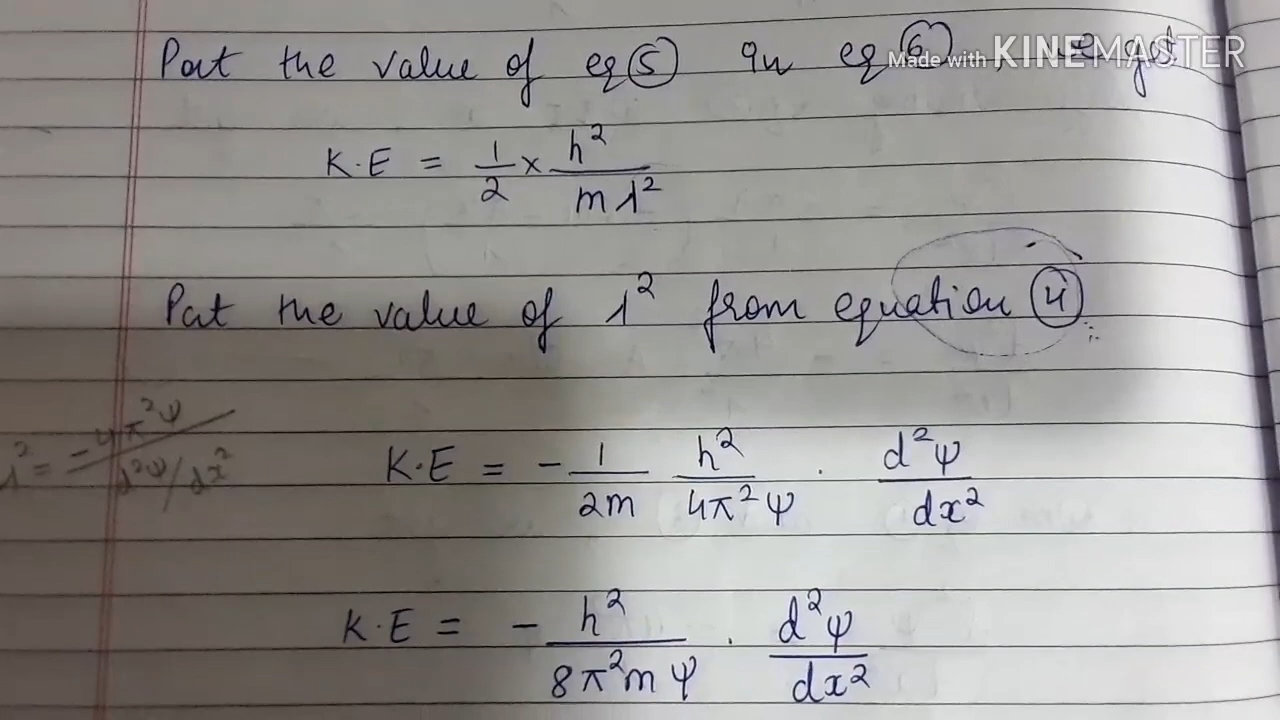 Put the value of eq ⑤ in eq ⑥, we get
Made with KINEMASTER
K.E = 1/2 × h² / mλ²
Put the value of λ² from equation ④
λ² = -4π²ψ / d²ψ/dx²
K.E = - 1/2m h²/4π²ψ . d²ψ/dx²
K.E = - h²/8π²mψ . d²ψ/dx²